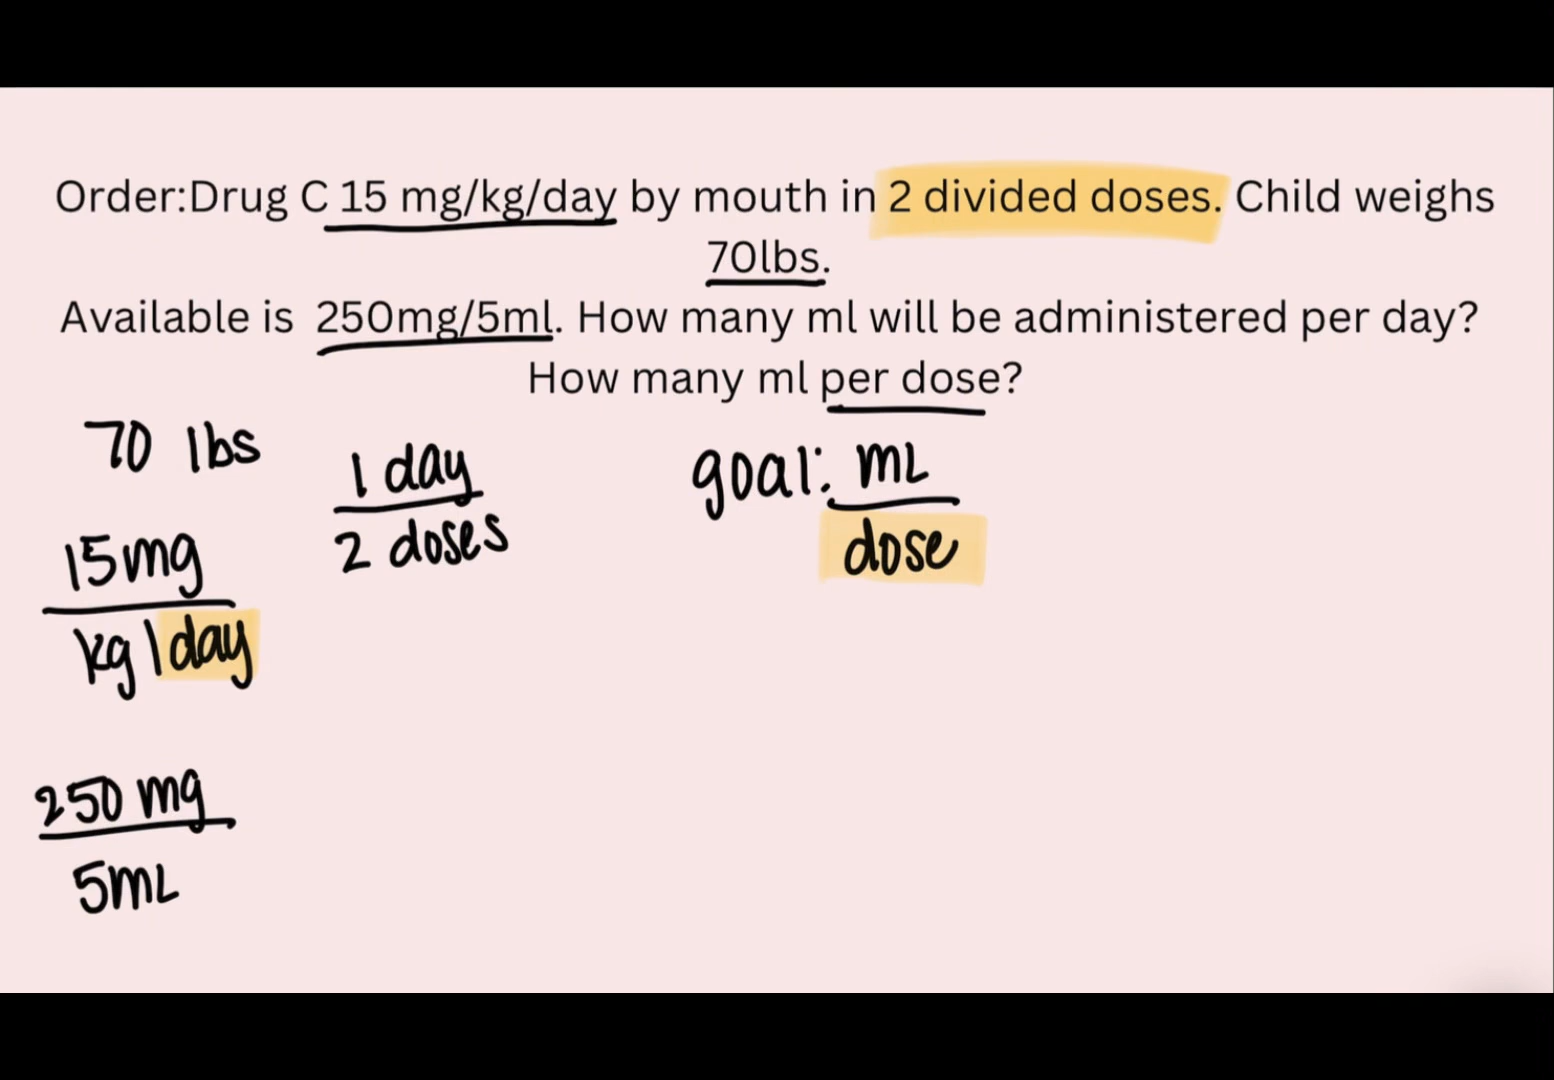 Order:Drug C 15 mg/kg/day by mouth in 2 divided doses. Child weighs
70lbs.
Available is 250mg/5ml. How many ml will be administered per day?
How many ml per dose?
70 lbs
15mg
kg/day
250 mg
5mL
1 day
2 doses
goal: mL
dose